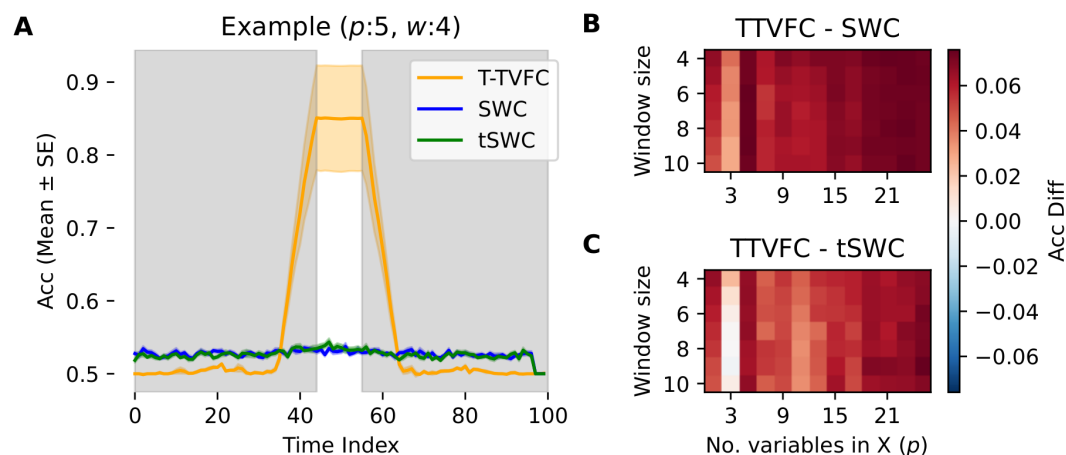 A
Example (p:5, w:4)
Acc (Mean ± SE)
0.9
0.8
0.7
0.6
0.5
T-TVFC
SWC
tSWC
0
20
40
60
80
100
Time Index
B
TTVFC - SWC
Window size
4
6
8
10
3
9
15
21
C
TTVFC - tSWC
Window size
4
6
8
10
3
9
15
21
No. variables in X (p)
0.06
0.04
0.02
0.00
−0.02
−0.04
−0.06
Acc Diff